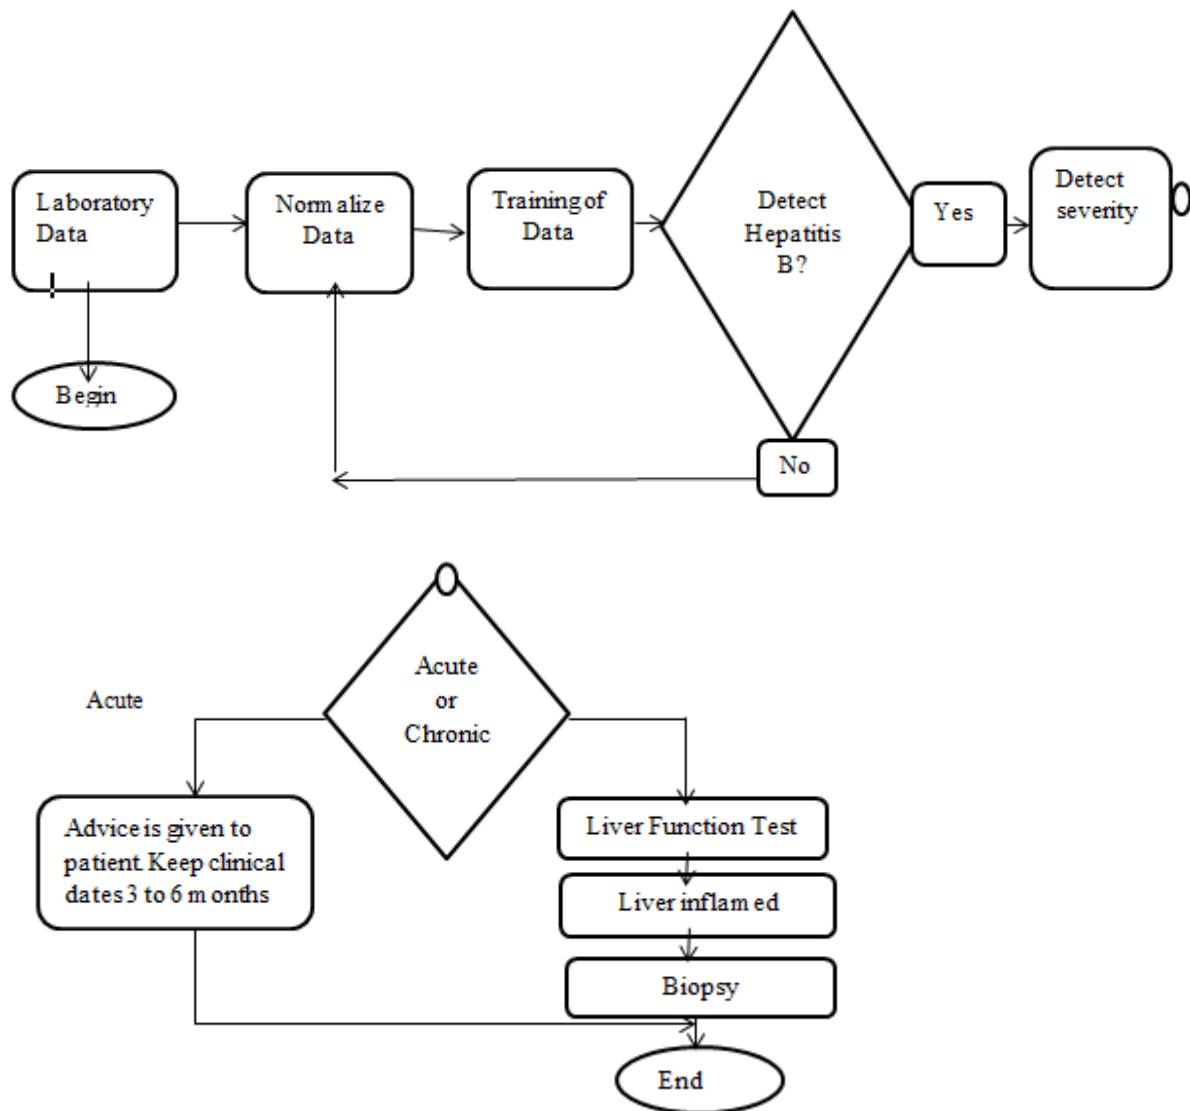 Laboratory
Data
Normalize
Data
Training of
Data
Detect
Hepatitis
B?
Yes
Detect
severity
Begin
No
Acute
or
Chronic
Acute
Advice is given to
patient. Keep clinical
dates 3 to 6 months
Liver Function Test
Liver inflamed
Biopsy
End